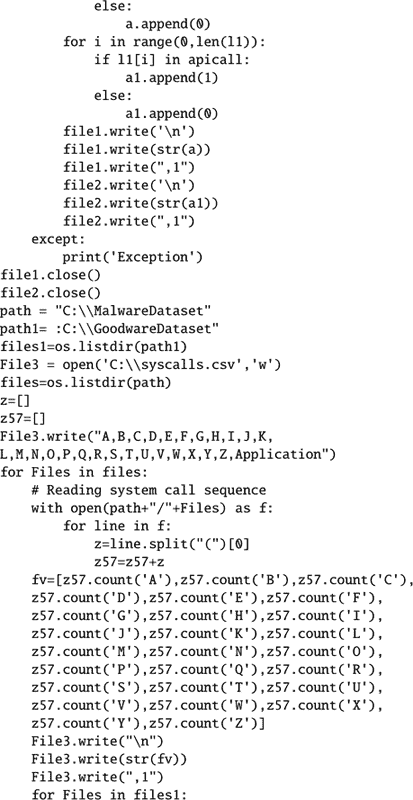 else:
                a.append(0)
        for i in range(0,len(l1)):
            if l1[i] in apicall:
                a1.append(1)
            else:
                a1.append(0)
        file1.write('\n')
        file1.write(str(a))
        file1.write(",1")
        file2.write('\n')
        file2.write(str(a1))
        file2.write(",1")
    except:
        print('Exception')
file1.close()
file2.close()
path = "C:\\MalwareDataset"
path1= :C:\\GoodwareDataset"
files1=os.listdir(path1)
File3 = open('C:\\syscalls.csv','w')
files=os.listdir(path)
z=[]
z57=[]
File3.write("A,B,C,D,E,F,G,H,I,J,K,
L,M,N,O,P,Q,R,S,T,U,V,W,X,Y,Z,Application")
for Files in files:
    # Reading system call sequence
    with open(path+"/"+Files) as f:
        for line in f:
            z=line.split("(")[0]
            z57=z57+z
    fv=[z57.count('A'),z57.count('B'),z57.count('C'),
    z57.count('D'),z57.count('E'),z57.count('F'),
    z57.count('G'),z57.count('H'),z57.count('I'),
    z57.count('J'),z57.count('K'),z57.count('L'),
    z57.count('M'),z57.count('N'),z57.count('O'),
    z57.count('P'),z57.count('Q'),z57.count('R'),
    z57.count('S'),z57.count('T'),z57.count('U'),
    z57.count('V'),z57.count('W'),z57.count('X'),
    z57.count('Y'),z57.count('Z')]
    File3.write("\n")
    File3.write(str(fv))
    File3.write(",1")
    for Files in files1: